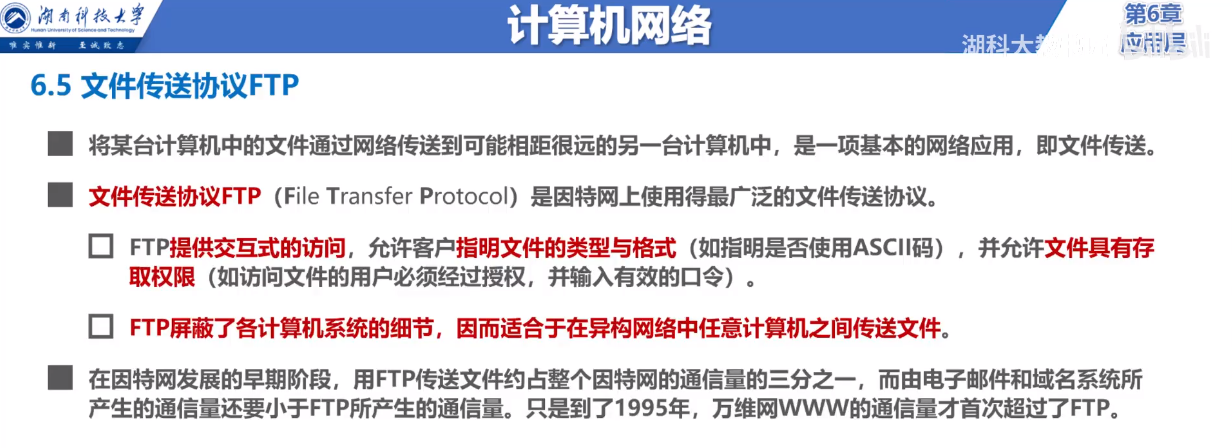 湖南科技大学
Hunan University of Science and Technology
唯实惟新 至诚致志
计算机网络
第6章
应用层
湖科大教
6.5 文件传送协议FTP
将某台计算机中的文件通过网络传送到可能相距很远的另一台计算机中，是一项基本的网络应用，即文件传送。
文件传送协议FTP（File Transfer Protocol）是因特网上使用得最广泛的文件传送协议。
FTP提供交互式的访问，允许客户指明文件的类型与格式（如指明是否使用ASCII码），并允许文件具有存
取权限（如访问文件的用户必须经过授权，并输入有效的口令）。
FTP屏蔽了各计算机系统的细节，因而适合于在异构网络中任意计算机之间传送文件。
在因特网发展的早期阶段，用FTP传送文件约占整个因特网的通信量的三分之一，而由电子邮件和域名系统所
产生的通信量还要小于FTP所产生的通信量。只是到了1995年，万维网WWW的通信量才首次超过了FTP。